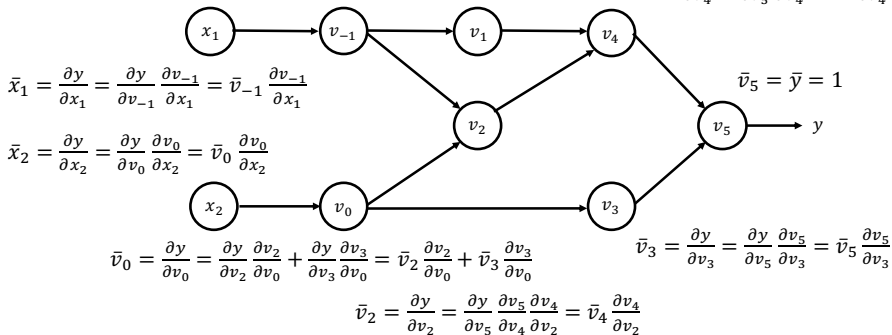 x₁ v₋₁ v₁ v₄
x̄₁ = ∂y/∂x₁ = ∂y/∂v₋₁ ∂v₋₁/∂x₁ = v̄₋₁ ∂v₋₁/∂x₁
v̄₅ = ȳ = 1
v₂ v₅ y
x̄₂ = ∂y/∂x₂ = ∂y/∂v₀ ∂v₀/∂x₂ = v̄₀ ∂v₀/∂x₂
x₂ v₀ v₃
v̄₀ = ∂y/∂v₀ = ∂y/∂v₂ ∂v₂/∂v₀ + ∂y/∂v₃ ∂v₃/∂v₀ = v̄₂ ∂v₂/∂v₀ + v̄₃ ∂v₃/∂v₀
v̄₃ = ∂y/∂v₃ = ∂y/∂v₅ ∂v₅/∂v₃ = v̄₅ ∂v₅/∂v₃
v̄₂ = ∂y/∂v₂ = ∂y/∂v₅ ∂v₅/∂v₄ ∂v₄/∂v₂ = v̄₄ ∂v₄/∂v₂